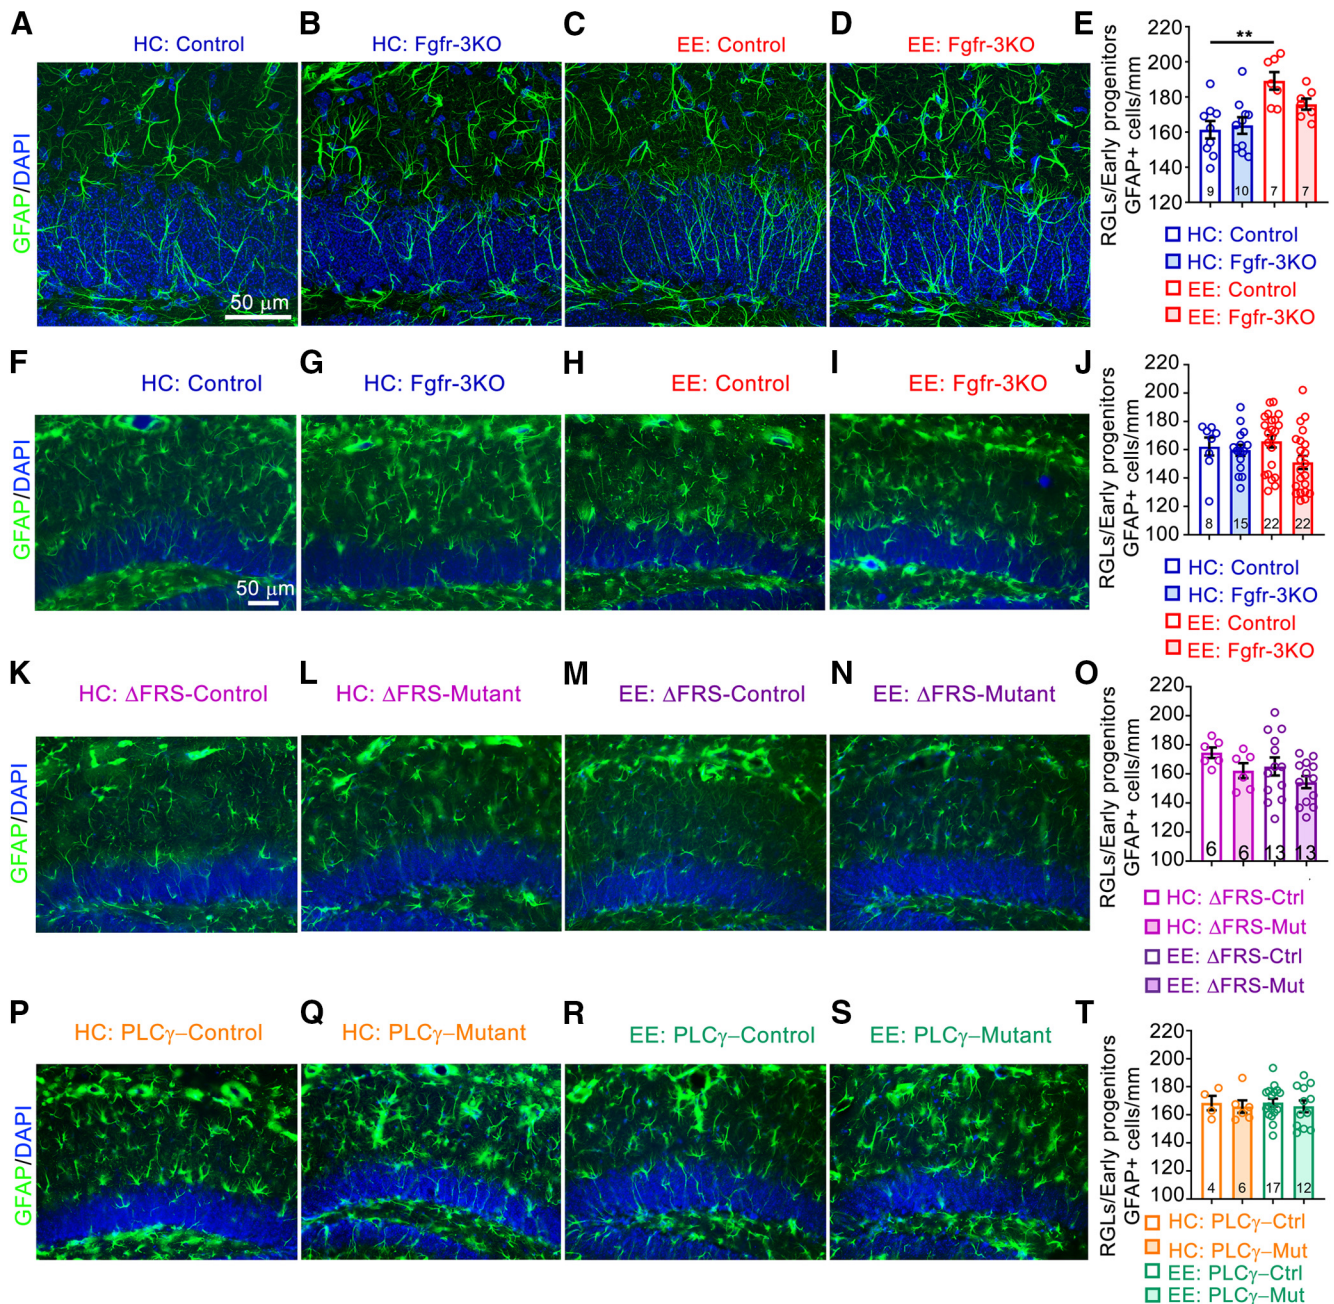 A
HC: Control
B
HC: Fgfr-3KO
C
EE: Control
D
EE: Fgfr-3KO
E
GFAP/DAPI
50 µm
RGLs/Early progenitors
GFAP+ cells/mm
220
200
180
160
140
120
**
9
10
7
7
HC: Control
HC: Fgfr-3KO
EE: Control
EE: Fgfr-3KO
F
HC: Control
G
HC: Fgfr-3KO
H
EE: Control
I
EE: Fgfr-3KO
J
GFAP/DAPI
50 µm
RGLs/Early progenitors
GFAP+ cells/mm
220
200
180
160
140
120
100
8
15
22
22
HC: Control
HC: Fgfr-3KO
EE: Control
EE: Fgfr-3KO
K
HC: ΔFRS-Control
L
HC: ΔFRS-Mutant
M
EE: ΔFRS-Control
N
EE: ΔFRS-Mutant
O
GFAP/DAPI
RGLs/Early progenitors
GFAP+ cells/mm
220
200
180
160
140
120
100
6
6
13
13
HC: ΔFRS-Ctrl
HC: ΔFRS-Mut
EE: ΔFRS-Ctrl
EE: ΔFRS-Mut
P
HC: PLCγ–Control
Q
HC: PLCγ–Mutant
R
EE: PLCγ–Control
S
EE: PLCγ–Mutant
T
GFAP/DAPI
RGLs/Early progenitors
GFAP+ cells/mm
220
200
180
160
140
120
100
4
6
17
12
HC: PLCγ–Ctrl
HC: PLCγ–Mut
EE: PLCγ–Ctrl
EE: PLCγ–Mut